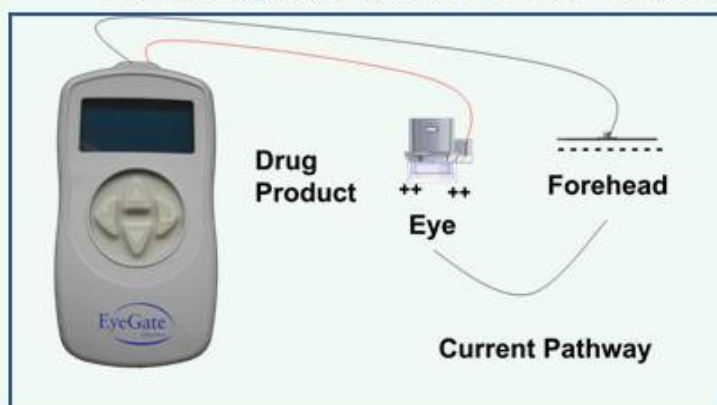 Drug
Product
++ ++
Eye
Forehead
EyeGate
Current Pathway